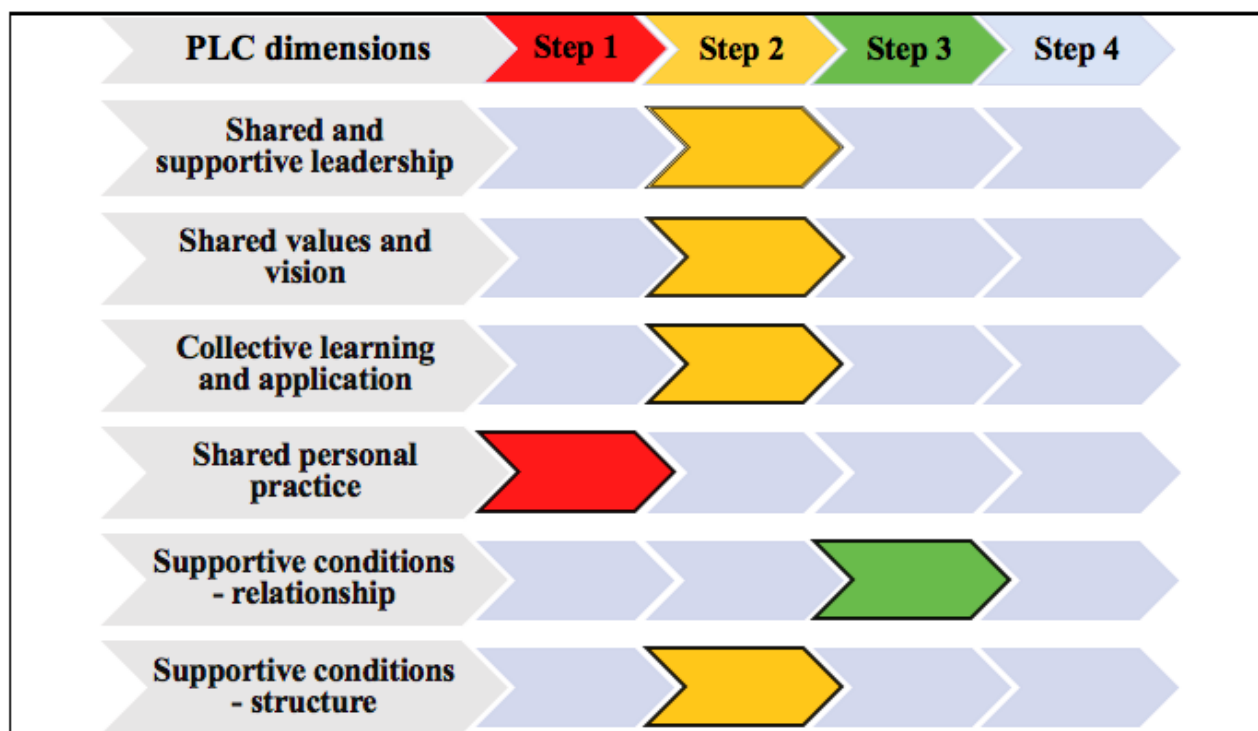 PLC dimensions Step 1 Step 2 Step 3 Step 4
Shared and
supportive leadership
Shared values and
vision
Collective learning
and application
Shared personal
practice
Supportive conditions
- relationship
Supportive conditions
- structure